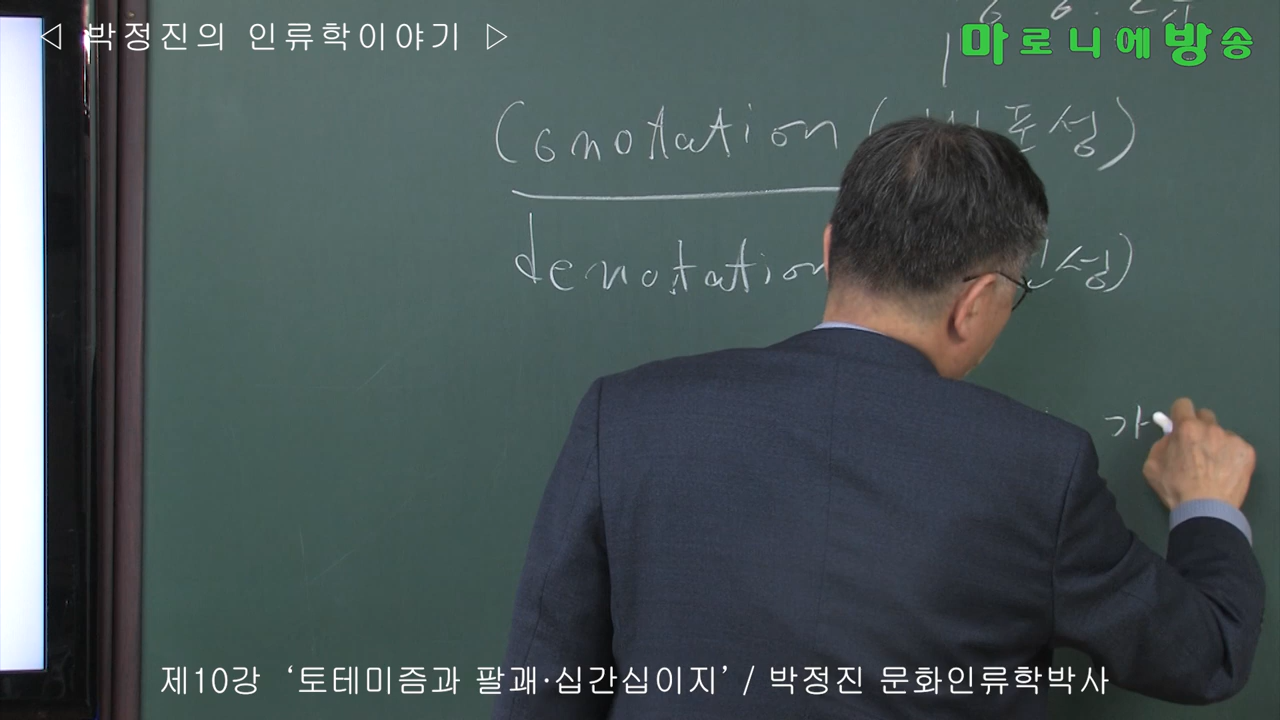 ◁ 박정진의 인류학이야기 ▷
마로니에방송
Conotation
denotation
가
제10강 ‘토테미즘과 팔괘·십간십이지’ / 박정진 문화인류학박사